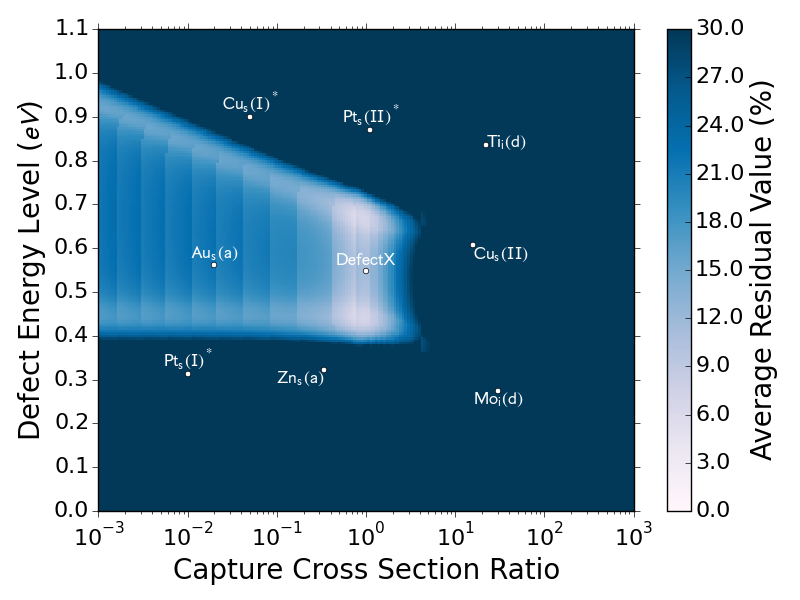 1.1
1.0
0.9
0.8
0.7
0.6
0.5
0.4
0.3
0.2
0.1
0.0
Defect Energy Level (eV)
Cuₛ(I)*
Ptₛ(II)*
Tiᵢ(d)
Auₛ(a)
DefectX
Cuₛ(II)
Ptₛ(I)*
Znₛ(a)
Moᵢ(d)
10⁻³ 10⁻² 10⁻¹ 10⁰ 10¹ 10² 10³
Capture Cross Section Ratio
30.0
27.0
24.0
21.0
18.0
15.0
12.0
9.0
6.0
3.0
0.0
Average Residual Value (%)